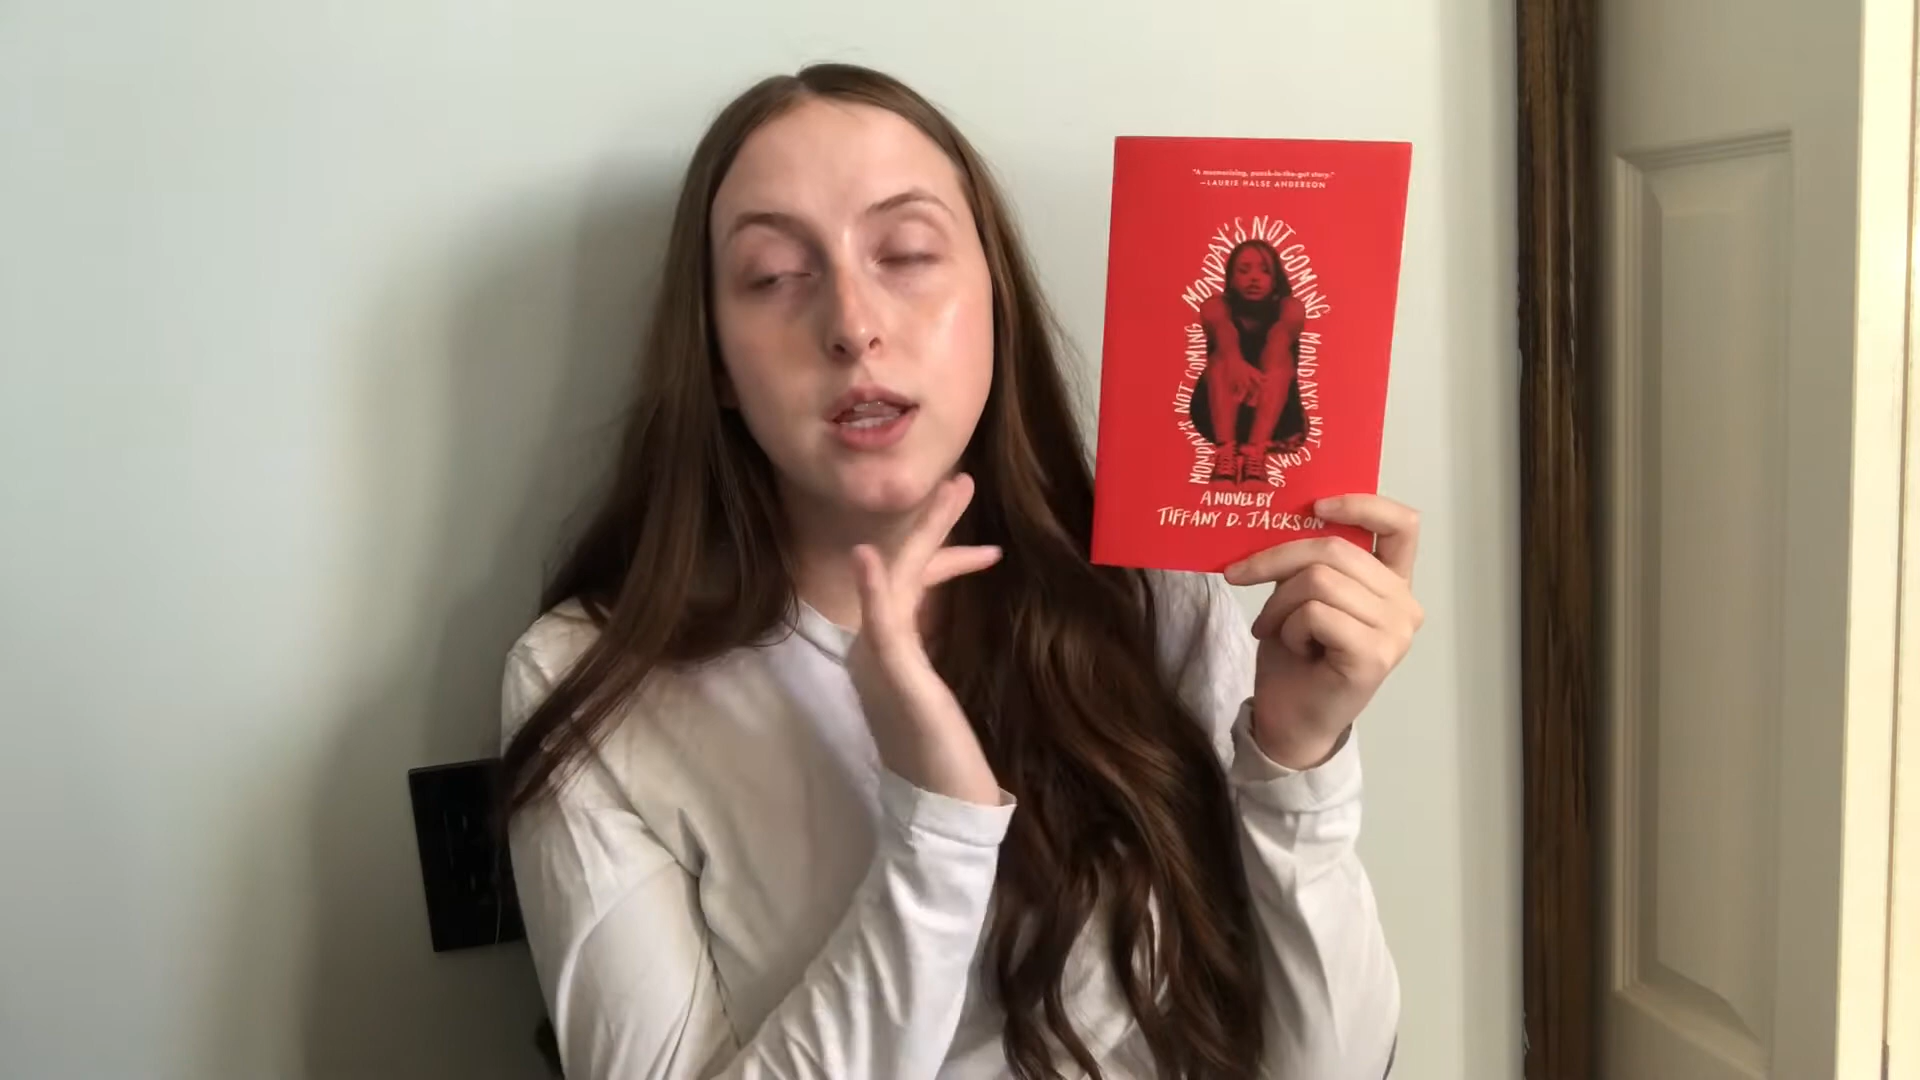 "A mesmerizing, punch-in-the-gut story."
—LAURIE HALSE ANDERSON
MONDAY'S NOT COMING
MONDAY'S NOT COMING
MONDAY'S NOT COMING
A NOVEL BY
TIFFANY D. JACKSON